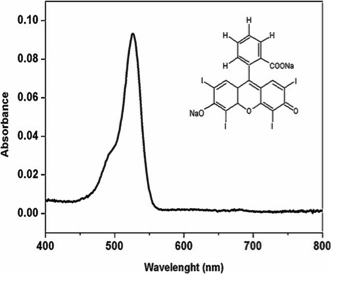 0.10
0.08
0.06
0.04
0.02
0.00
Absorbance
400 500 600 700 800
Wavelenght (nm)
H
H H
H COONa
I I
NaO O O
I I